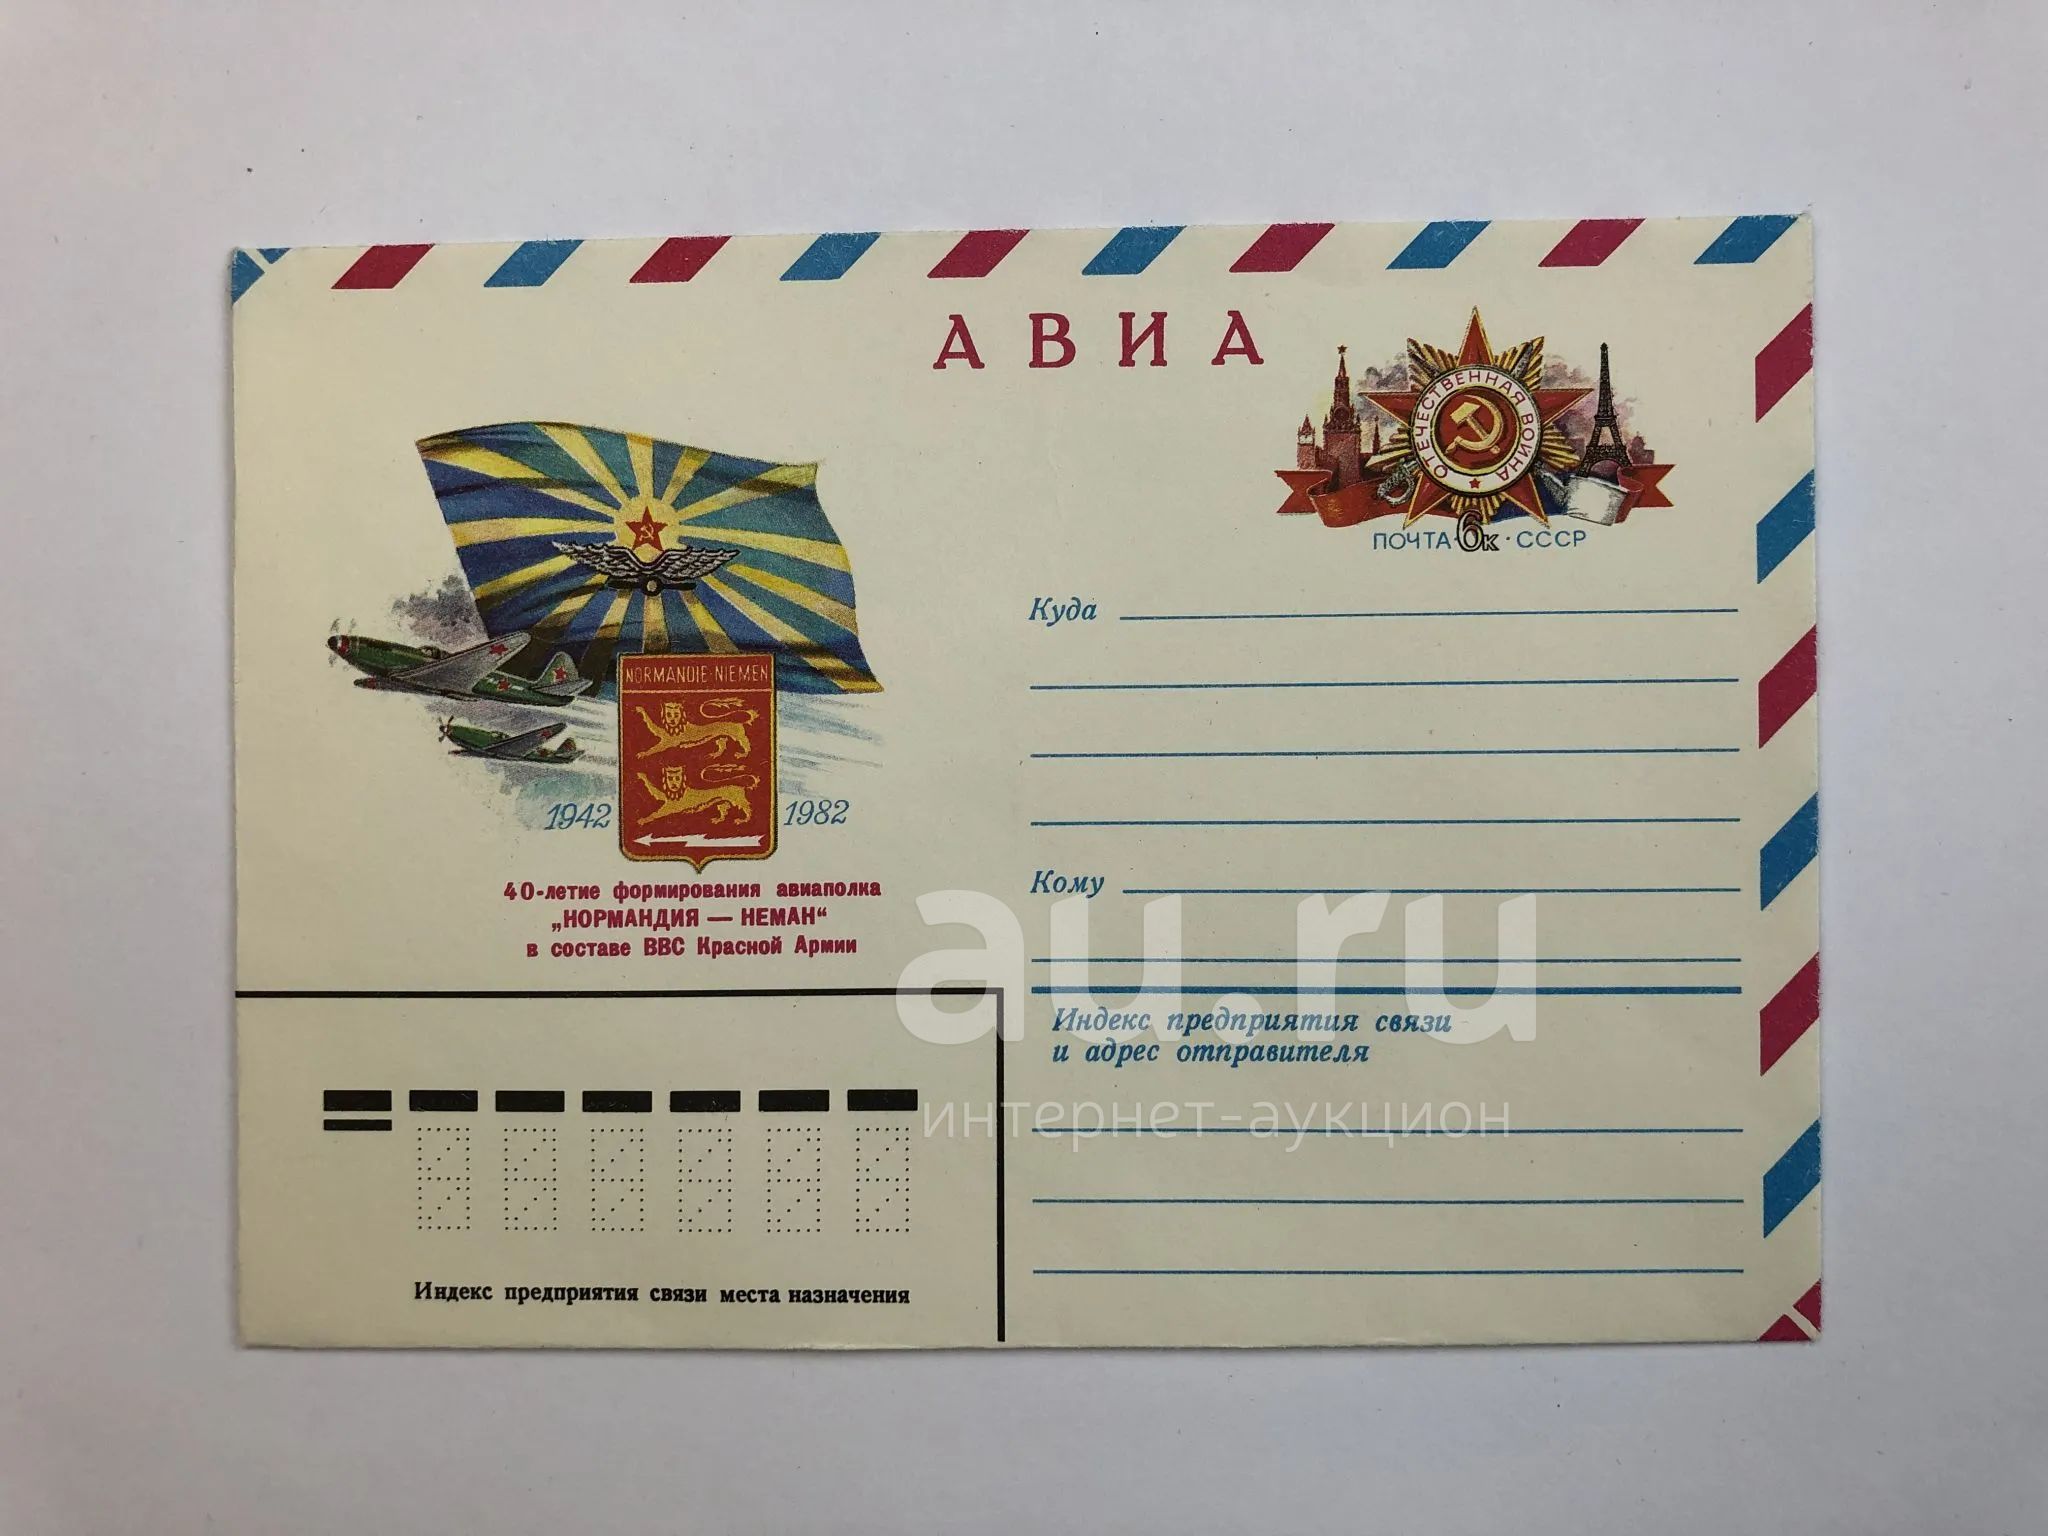 АВИА
ОТЕЧЕСТВЕННАЯ ВОЙНА
ПОЧТА · 6к · СССР
NORMANDIE-NIEMEN
1942 1982
40-летие формирования авиаполка
„НОРМАНДИЯ — НЕМАН“
в составе ВВС Красной Армии
Куда
Кому
Индекс предприятия связи
и адрес отправителя
Индекс предприятия связи места назначения
au.ru
интернет-аукцион